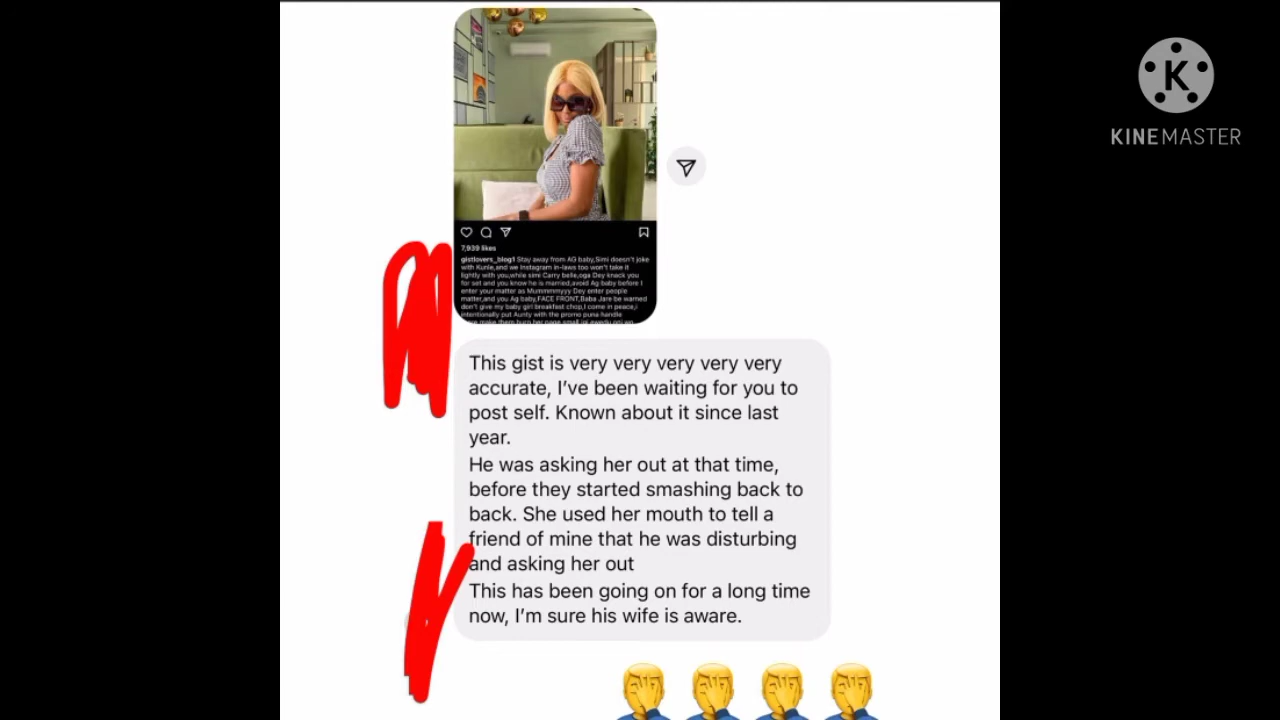 KINEMASTER
7,939 likes
gistlovers_blog1 Stay away from AG baby,Simi doesn't joke
with Kunle,and we Instagram in-laws too won't take it
lightly with you,while simi Carry belle,oga Dey knack you
for set and you know he is married,avoid Ag baby before I
enter your matter as Mummmmyyy Dey enter people
matter,and you Ag baby,FACE FRONT,Baba Jare be warned
don't give my baby girl breakfast chop,I come in peace,i
intentionally put Aunty with the promo puna handle
make them burn her page small
This gist is very very very very very
accurate, I've been waiting for you to
post self. Known about it since last
year.
He was asking her out at that time,
before they started smashing back to
back. She used her mouth to tell a
friend of mine that he was disturbing
and asking her out
This has been going on for a long time
now, I'm sure his wife is aware.